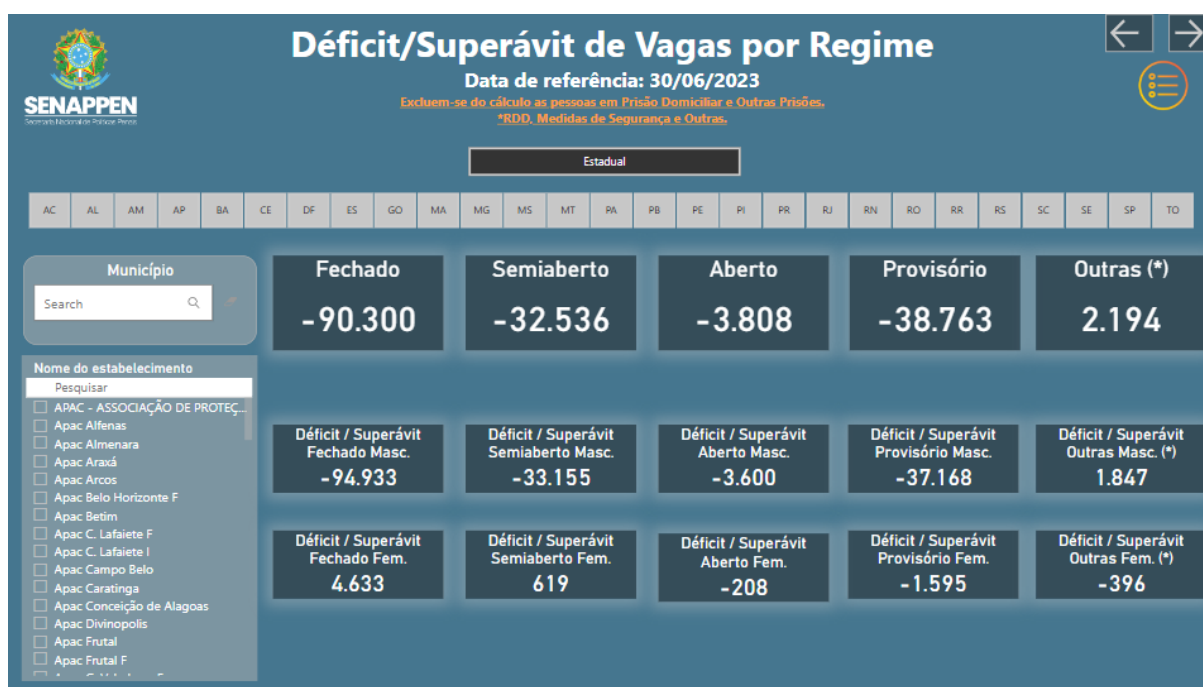 Déficit/Superávit de Vagas por Regime
Data de referência: 30/06/2023
Excluem-se do cálculo as pessoas em Prisão Domiciliar e Outras Prisões.
*RDD, Medidas de Segurança e Outras.
SENAPPEN
Secretaria Nacional de Políticas Penais
Estadual
AC AL AM AP BA CE DF ES GO MA MG MS MT PA PB PE PI PR RJ RN RO RR RS SC SE SP TO
Município
Search
Nome do estabelecimento
Pesquisar
APAC - ASSOCIAÇÃO DE PROTEÇ...
Apac Alfenas
Apac Almenara
Apac Araxá
Apac Arcos
Apac Belo Horizonte F
Apac Betim
Apac C. Lafaiete F
Apac C. Lafaiete I
Apac Campo Belo
Apac Caratinga
Apac Conceição de Alagoas
Apac Divinopolis
Apac Frutal
Apac Frutal F
Fechado
-90.300
Semiaberto
-32.536
Aberto
-3.808
Provisório
-38.763
Outras (*)
2.194
Déficit / Superávit
Fechado Masc.
-94.933
Déficit / Superávit
Semiaberto Masc.
-33.155
Déficit / Superávit
Aberto Masc.
-3.600
Déficit / Superávit
Provisório Masc.
-37.168
Déficit / Superávit
Outras Masc. (*)
1.847
Déficit / Superávit
Fechado Fem.
4.633
Déficit / Superávit
Semiaberto Fem.
619
Déficit / Superávit
Aberto Fem.
-208
Déficit / Superávit
Provisório Fem.
-1.595
Déficit / Superávit
Outras Fem. (*)
-396